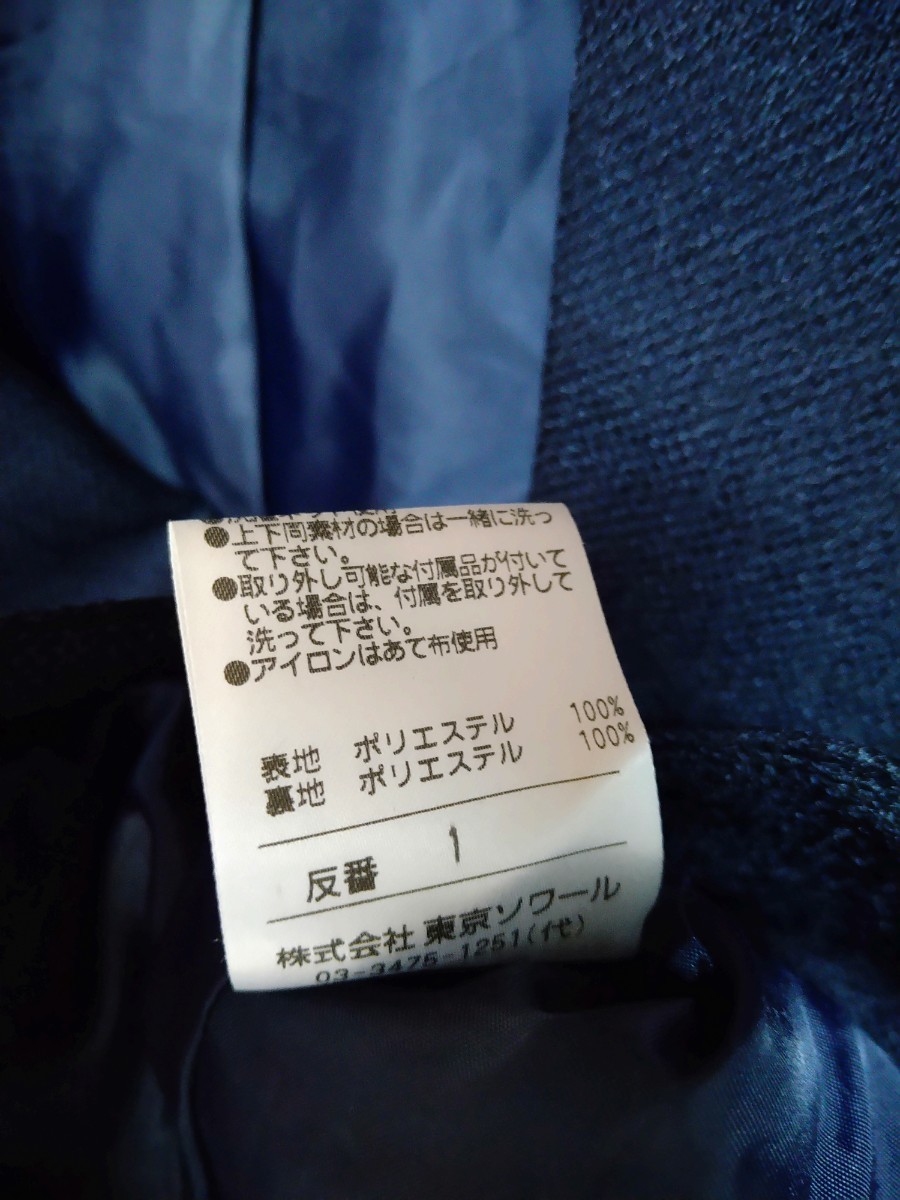 ●上下同素材の場合は一緒に洗っ
て下さい。
●取り外し可能な付属品が付いて
いる場合は、付属を取り外して
洗って下さい。
●アイロンはあて布使用
表地 ポリエステル 100%
裏地 ポリエステル 100%
反番 1
株式会社 東京ソワール
03-3475-1251(代)